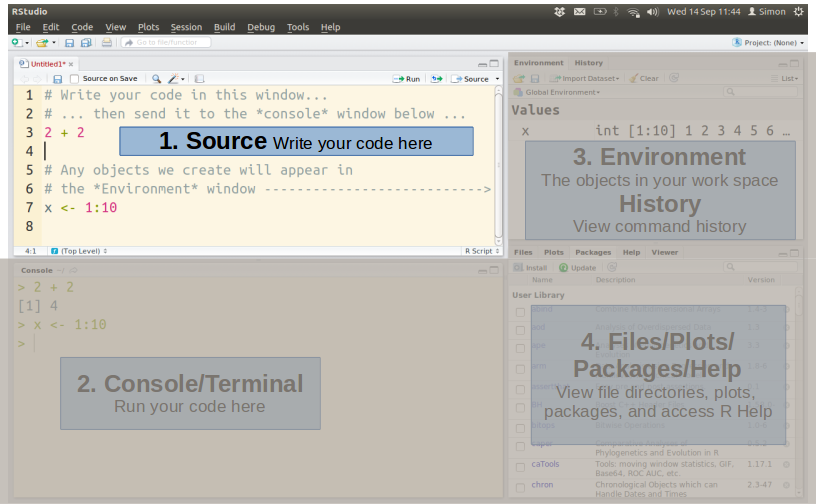 RStudio
Wed 14 Sep 11:44 Simon
File Edit Code View Plots Session Build Debug Tools Help
Go to file/function
Project: (None)
Untitled1*
Source on Save
Run
Source
1 # Write your code in this window...
2 # ... then send it to the *console* window below ...
3 2 + 2
4
5 # Any objects we create will appear in
6 # the *Environment* window ---------------------------->
7 x <- 1:10
8
1. Source Write your code here
4:1 (Top Level) R Script
Environment History
Import Dataset Clear List
Global Environment
Values
x int [1:10] 1 2 3 4 5 6 …
3. Environment
The objects in your work space
History
View command history
Console
> 2 + 2
[1] 4
> x <- 1:10
>
2. Console/Terminal
Run your code here
Files Plots Packages Help Viewer
Install Update
Name Description Version
User Library
4. Files/Plots/
Packages/Help
View file directories, plots,
packages, and access R Help
Phylogenetics and Evolution in R
caTools Tools: moving window statistics, GIF, 1.17.1
Base64, ROC AUC, etc.
chron Chronological Objects which can 2.3-47
Handle Dates and Times